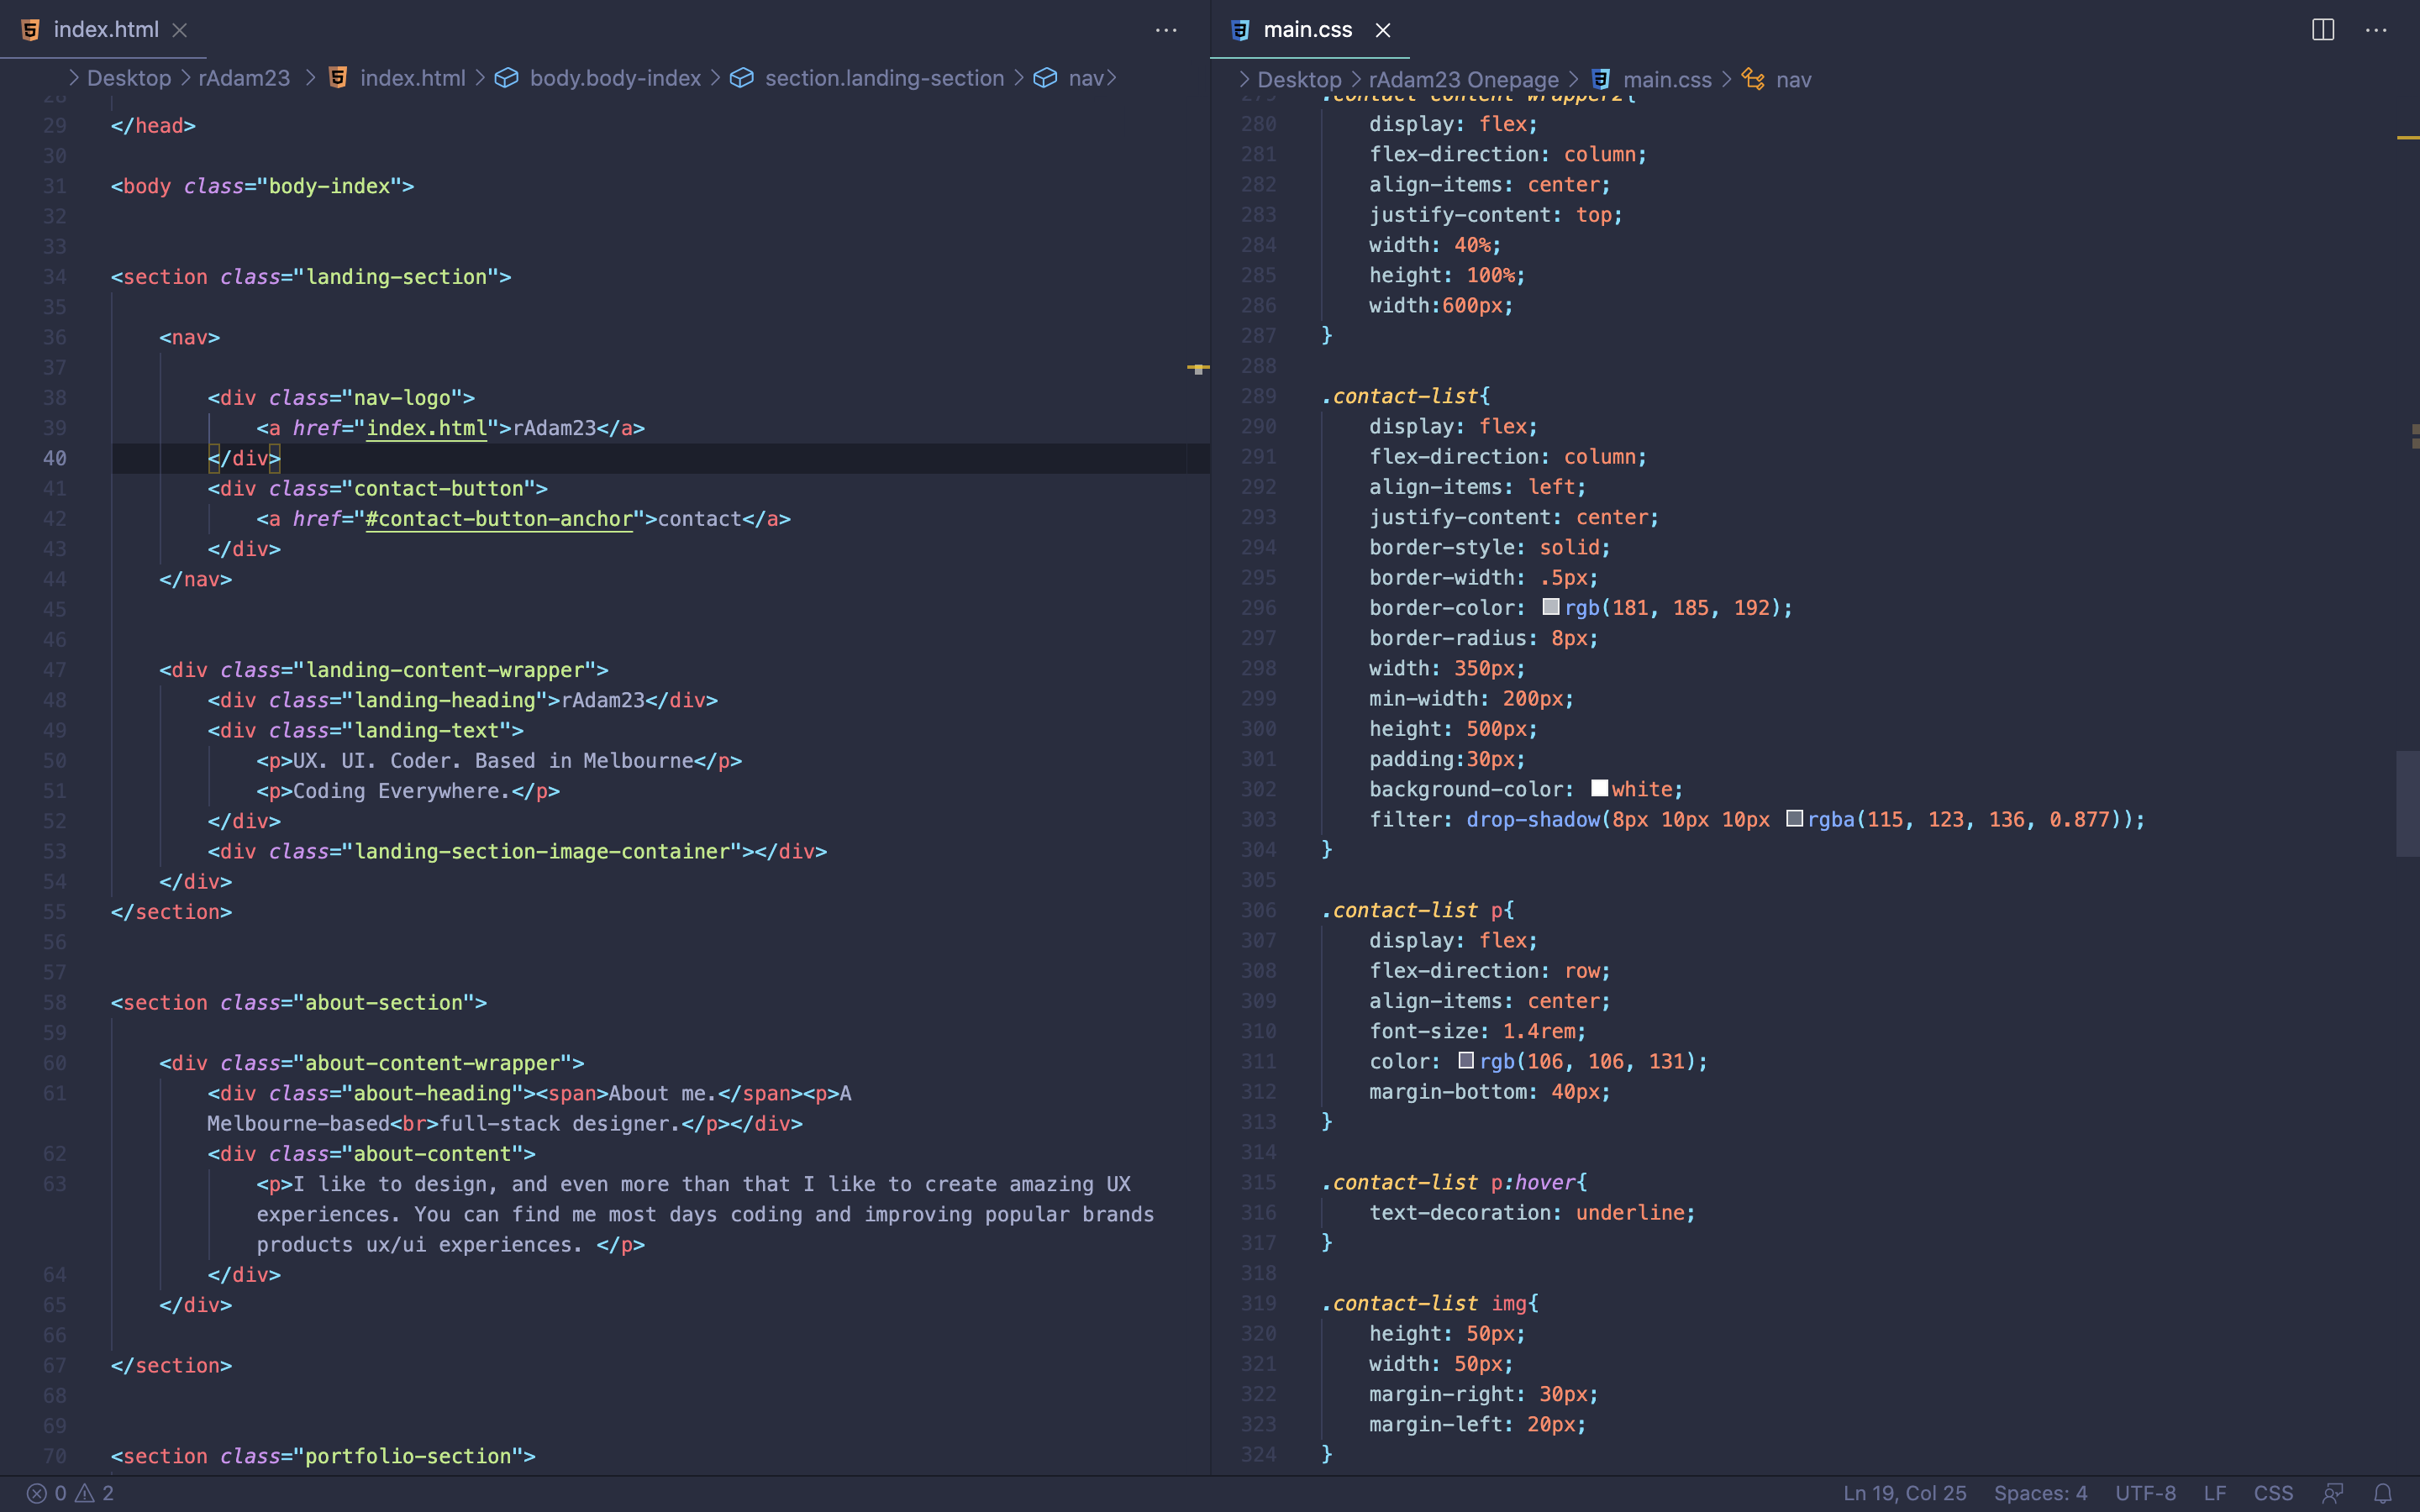 index.html
Desktop rAdam23 index.html body.body-index section.landing-section nav
28
29 </head>
30
31 <body class="body-index">
32
33
34 <section class="landing-section">
35
36 <nav>
37
38 <div class="nav-logo">
39 <a href="index.html">rAdam23</a>
40 </div>
41 <div class="contact-button">
42 <a href="#contact-button-anchor">contact</a>
43 </div>
44 </nav>
45
46
47 <div class="landing-content-wrapper">
48 <div class="landing-heading">rAdam23</div>
49 <div class="landing-text">
50 <p>UX. UI. Coder. Based in Melbourne</p>
51 <p>Coding Everywhere.</p>
52 </div>
53 <div class="landing-section-image-container"></div>
54 </div>
55 </section>
56
57
58 <section class="about-section">
59
60 <div class="about-content-wrapper">
61 <div class="about-heading"><span>About me.</span><p>A
Melbourne-based<br>full-stack designer.</p></div>
62 <div class="about-content">
63 <p>I like to design, and even more than that I like to create amazing UX
experiences. You can find me most days coding and improving popular brands
products ux/ui experiences. </p>
64 </div>
65 </div>
66
67 </section>
68
69
70 <section class="portfolio-section">
main.css
Desktop rAdam23 Onepage main.css nav
279 .contact-content-wrapper2{
280 display: flex;
281 flex-direction: column;
282 align-items: center;
283 justify-content: top;
284 width: 40%;
285 height: 100%;
286 width:600px;
287 }
288
289 .contact-list{
290 display: flex;
291 flex-direction: column;
292 align-items: left;
293 justify-content: center;
294 border-style: solid;
295 border-width: .5px;
296 border-color: rgb(181, 185, 192);
297 border-radius: 8px;
298 width: 350px;
299 min-width: 200px;
300 height: 500px;
301 padding:30px;
302 background-color: white;
303 filter: drop-shadow(8px 10px 10px rgba(115, 123, 136, 0.877));
304 }
305
306 .contact-list p{
307 display: flex;
308 flex-direction: row;
309 align-items: center;
310 font-size: 1.4rem;
311 color: rgb(106, 106, 131);
312 margin-bottom: 40px;
313 }
314
315 .contact-list p:hover{
316 text-decoration: underline;
317 }
318
319 .contact-list img{
320 height: 50px;
321 width: 50px;
322 margin-right: 30px;
323 margin-left: 20px;
324 }
0 2
Ln 19, Col 25 Spaces: 4 UTF-8 LF CSS